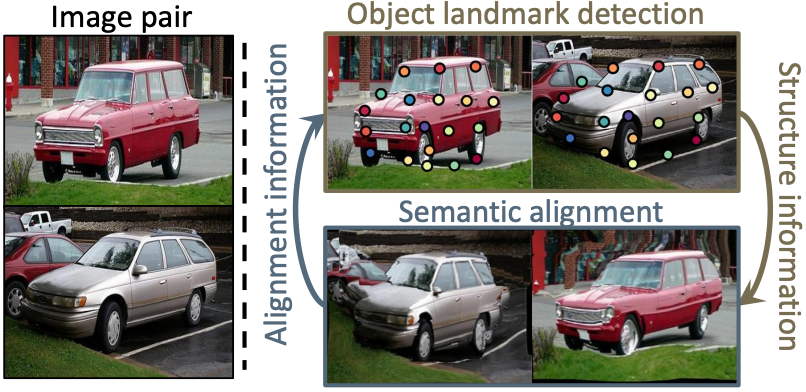 Image pair
Object landmark detection
Alignment information
Semantic alignment
Structure information